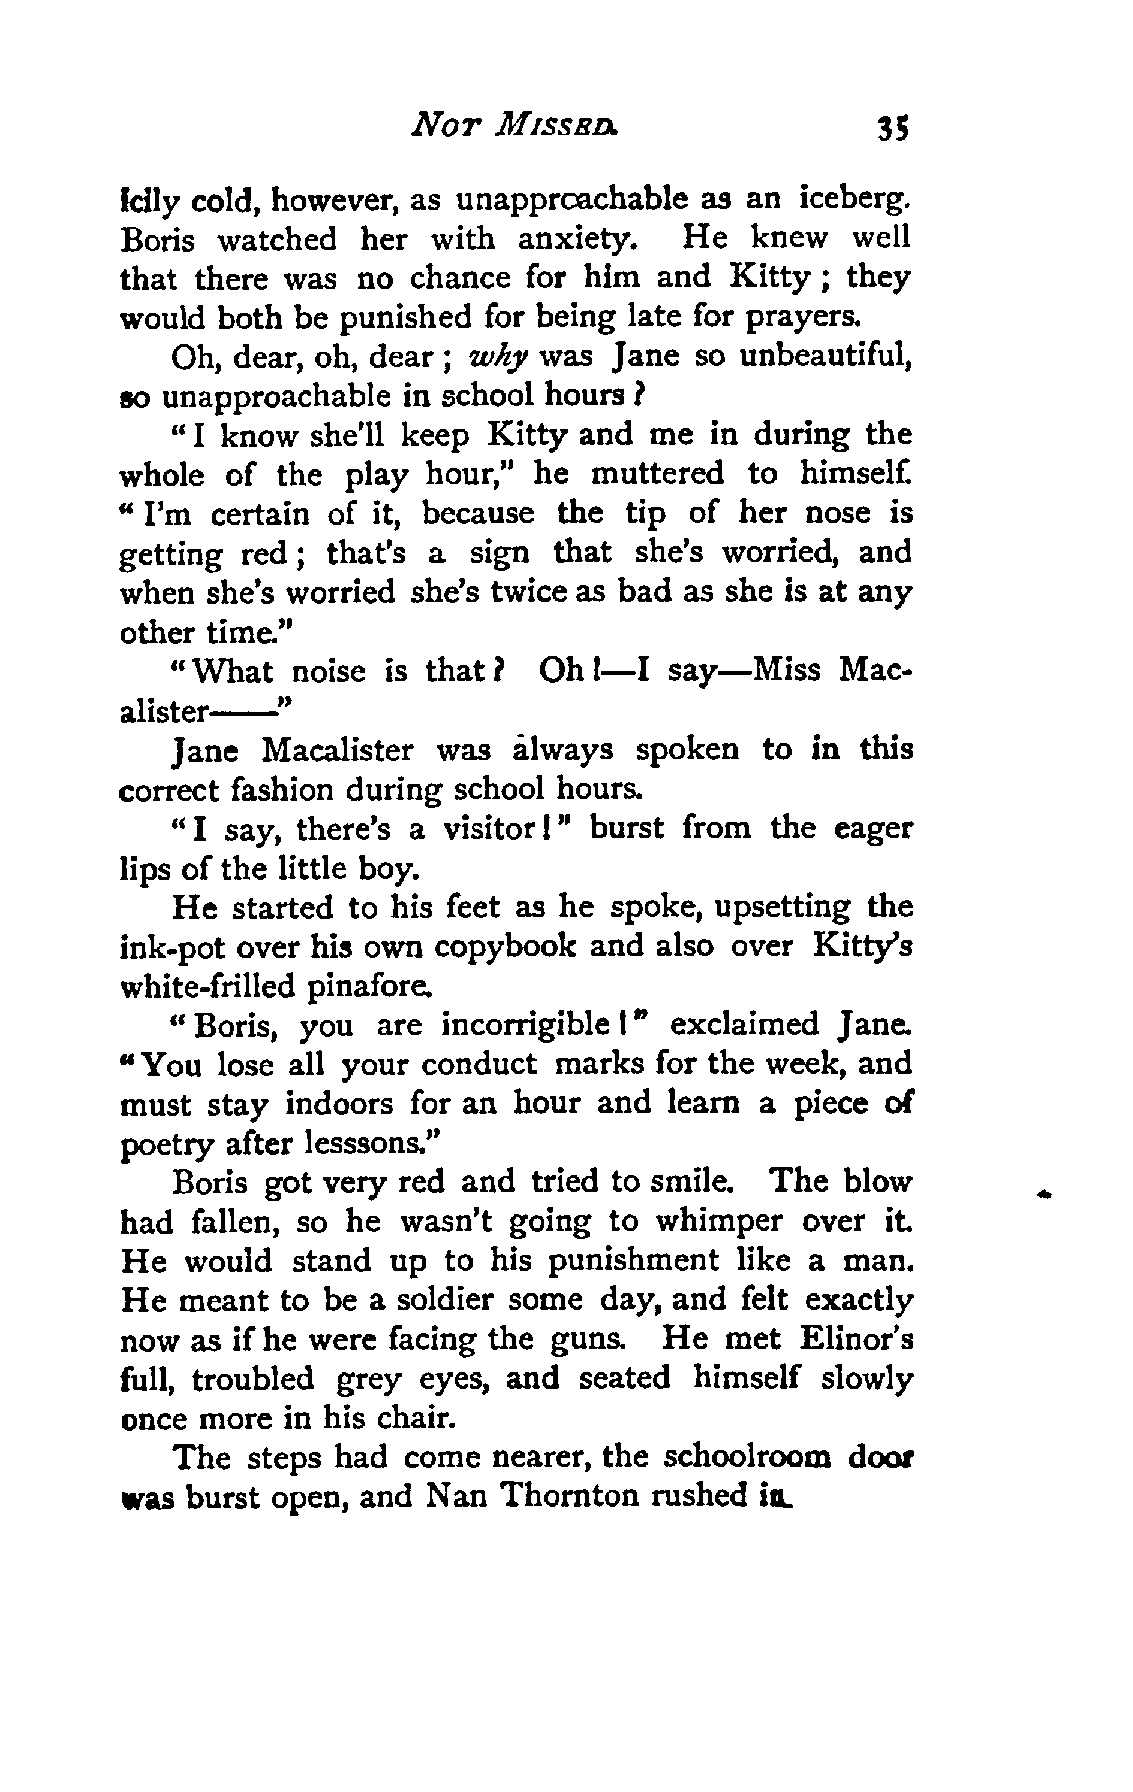 NOT MISSED. 35
Icily cold, however, as unapproachable as an iceberg.
Boris watched her with anxiety. He knew well
that there was no chance for him and Kitty ; they
would both be punished for being late for prayers.
Oh, dear, oh, dear ; why was Jane so unbeautiful,
so unapproachable in school hours ?
" I know she'll keep Kitty and me in during the
whole of the play hour," he muttered to himself.
" I'm certain of it, because the tip of her nose is
getting red ; that's a sign that she's worried, and
when she's worried she's twice as bad as she is at any
other time."
" What noise is that ? Oh !—I say—Miss Mac-
alister——"
Jane Macalister was always spoken to in this
correct fashion during school hours.
" I say, there's a visitor ! " burst from the eager
lips of the little boy.
He started to his feet as he spoke, upsetting the
ink-pot over his own copybook and also over Kitty's
white-frilled pinafore.
" Boris, you are incorrigible ! " exclaimed Jane.
" You lose all your conduct marks for the week, and
must stay indoors for an hour and learn a piece of
poetry after lesssons."
Boris got very red and tried to smile. The blow
had fallen, so he wasn't going to whimper over it.
He would stand up to his punishment like a man.
He meant to be a soldier some day, and felt exactly
now as if he were facing the guns. He met Elinor's
full, troubled grey eyes, and seated himself slowly
once more in his chair.
The steps had come nearer, the schoolroom door
was burst open, and Nan Thornton rushed in.